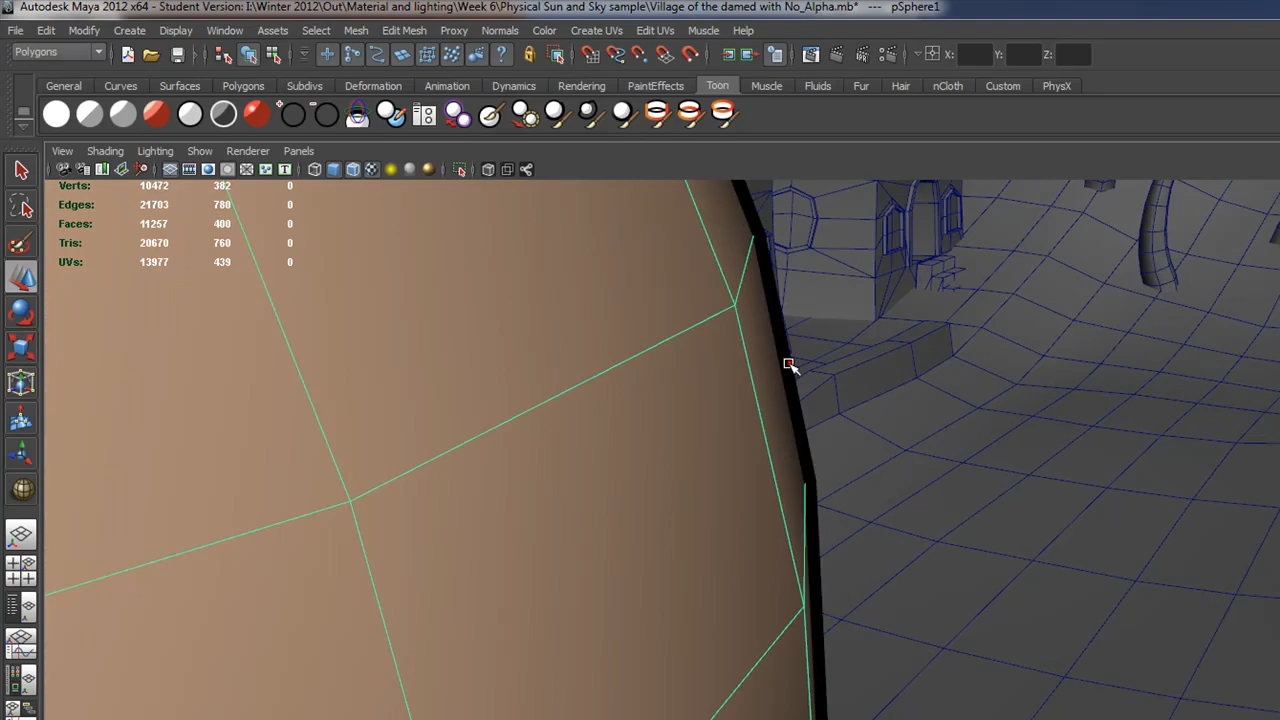 Autodesk Maya 2012 x64 - Student Version: I:\Winter 2012\Out\Material and lighting\Week 6\Physical Sun and Sky sample\Village of the damed with No_Alpha.mb* --- pSphere1
File Edit Modify Create Display Window Assets Select Mesh Edit Mesh Proxy Normals Color Create UVs Edit UVs Muscle Help
Polygons X: Y: Z:
General Curves Surfaces Polygons Subdivs Deformation Animation Dynamics Rendering PaintEffects Toon Muscle Fluids Fur Hair nCloth Custom PhysX
View Shading Lighting Show Renderer Panels
Verts: 10472 382 0
Edges: 21703 780 0
Faces: 11257 400 0
Tris: 20670 760 0
UVs: 13977 439 0